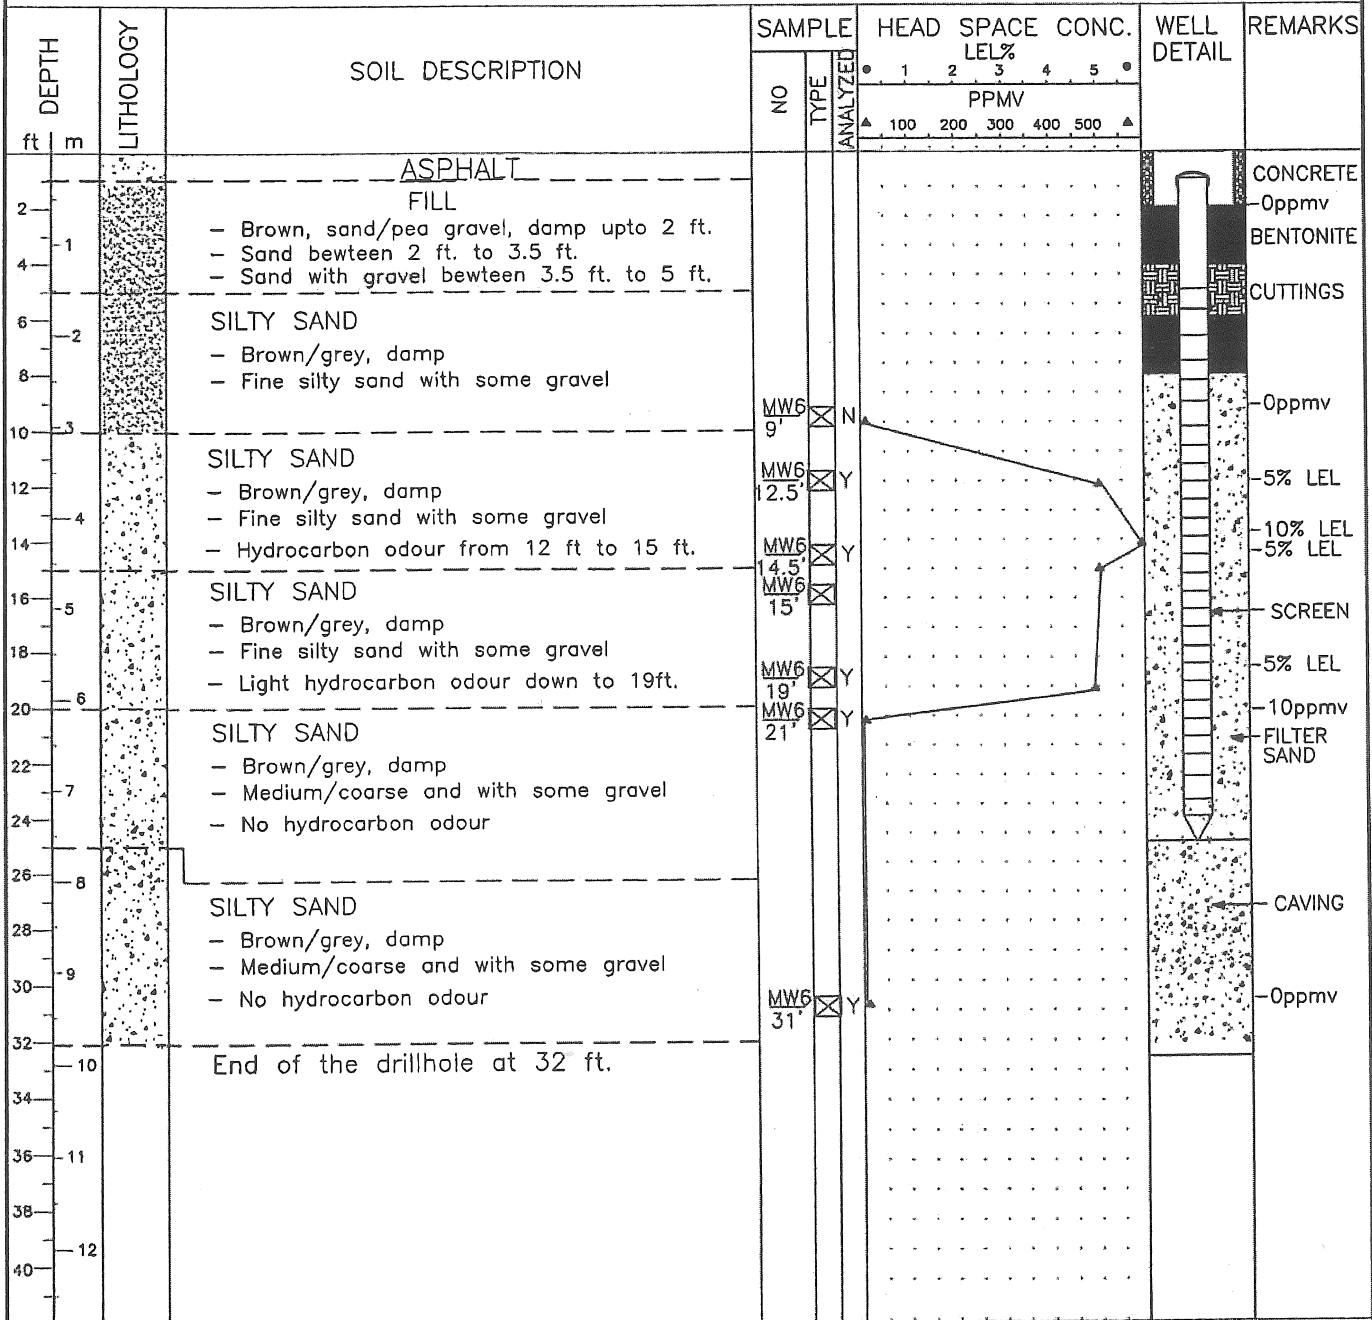 DEPTH
ft m
LITHOLOGY
SOIL DESCRIPTION
SAMPLE
NO
TYPE
ANALYZED
HEAD SPACE CONC.
LEL%
1 2 3 4 5
PPMV
100 200 300 400 500
WELL
DETAIL
REMARKS
2
4
6
8
10
12
14
16
18
20
22
24
26
28
30
32
34
36
38
40
1
2
3
4
5
6
7
8
9
10
11
12
ASPHALT
FILL
- Brown, sand/pea gravel, damp upto 2 ft.
- Sand bewteen 2 ft. to 3.5 ft.
- Sand with gravel bewteen 3.5 ft. to 5 ft.
SILTY SAND
- Brown/grey, damp
- Fine silty sand with some gravel
SILTY SAND
- Brown/grey, damp
- Fine silty sand with some gravel
- Hydrocarbon odour from 12 ft to 15 ft.
SILTY SAND
- Brown/grey, damp
- Fine silty sand with some gravel
- Light hydrocarbon odour down to 19ft.
SILTY SAND
- Brown/grey, damp
- Medium/coarse and with some gravel
- No hydrocarbon odour
SILTY SAND
- Brown/grey, damp
- Medium/coarse and with some gravel
- No hydrocarbon odour
End of the drillhole at 32 ft.
MW6
9'
N
MW6
12.5'
Y
MW6
14.5'
Y
MW6
15'
MW6
19'
Y
MW6
21'
Y
MW6
31'
Y
CONCRETE
0ppmv
BENTONITE
CUTTINGS
0ppmv
5% LEL
10% LEL
5% LEL
SCREEN
5% LEL
10ppmv
FILTER
SAND
CAVING
0ppmv